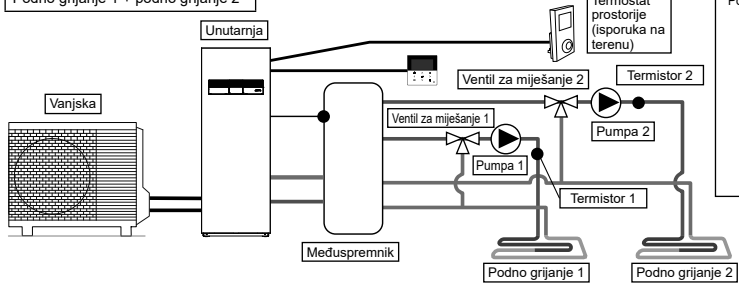 Podno grijanje 1 + podno grijanje 2
Termostat
prostorije
(isporuka na
terenu)
Unutarnja
Vanjska
Ventil za miješanje 2
Termistor 2
Ventil za miješanje 1
Pumpa 2
Pumpa 1
Termistor 1
Međuspremnik
Podno grijanje 1
Podno grijanje 2